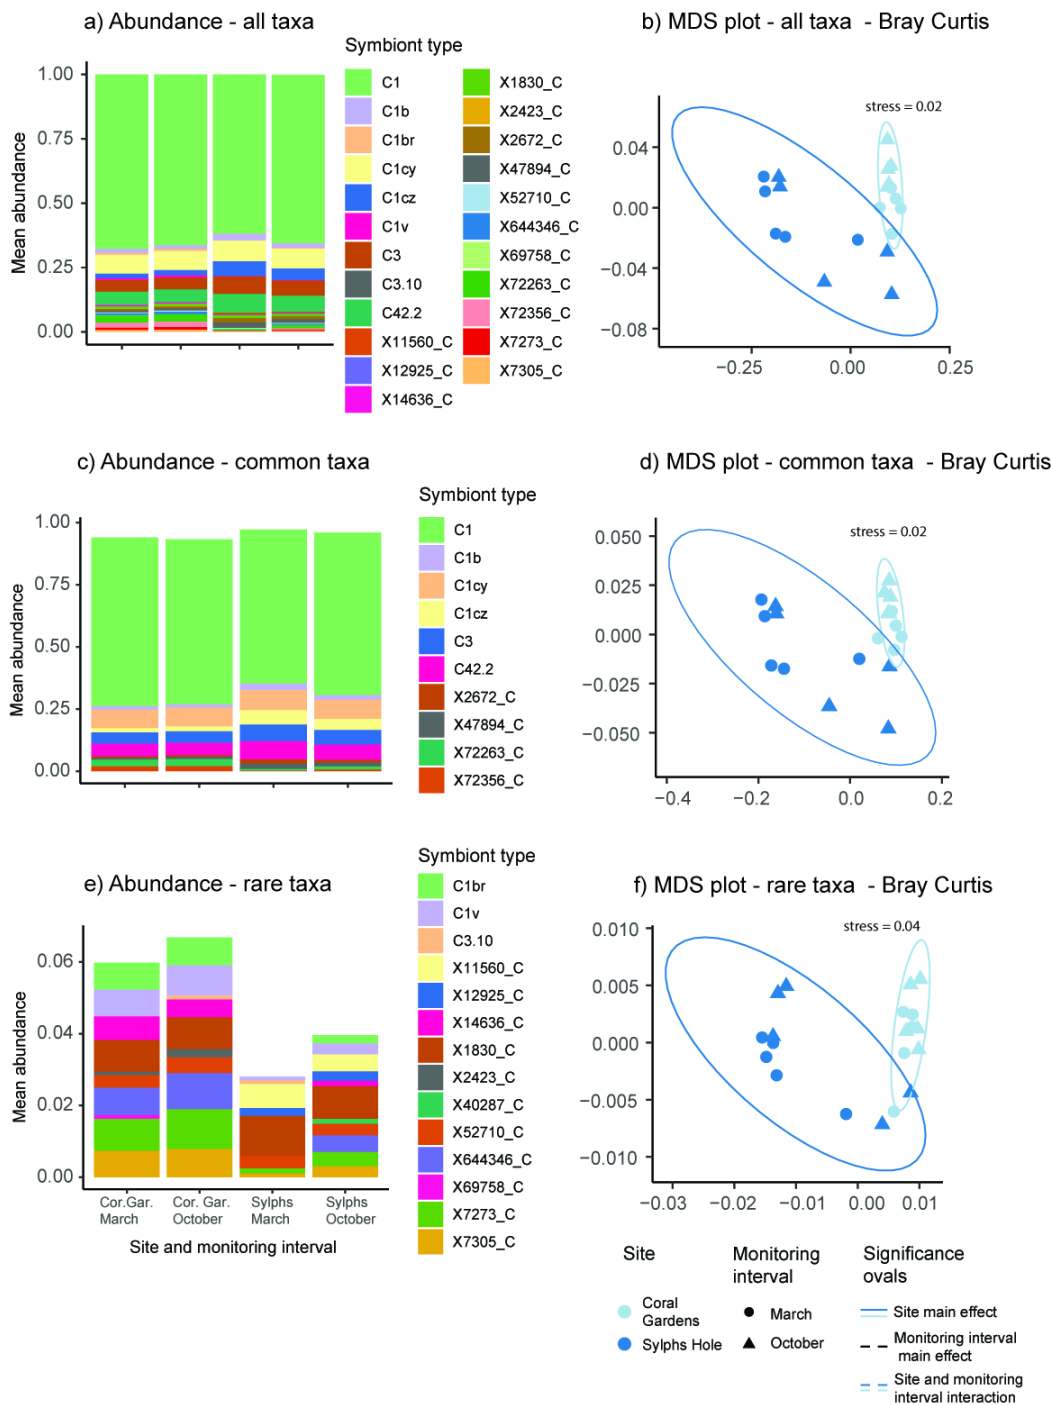 a) Abundance - all taxa
b) MDS plot - all taxa  - Bray Curtis
Symbiont type
C1
C1b
C1br
C1cy
C1cz
C1v
C3
C3.10
C42.2
X11560_C
X12925_C
X14636_C
X1830_C
X2423_C
X2672_C
X47894_C
X52710_C
X644346_C
X69758_C
X72263_C
X72356_C
X7273_C
X7305_C
Mean abundance
1.00
0.75
0.50
0.25
0.00
stress = 0.02
0.04
0.00
−0.04
−0.08
−0.25
0.00
0.25
c) Abundance - common taxa
d) MDS plot - common taxa  - Bray Curtis
Symbiont type
C1
C1b
C1cy
C1cz
C3
C42.2
X2672_C
X47894_C
X72263_C
X72356_C
Mean abundance
1.00
0.75
0.50
0.25
0.00
stress = 0.02
0.050
0.025
0.000
−0.025
−0.050
−0.4
−0.2
0.0
0.2
e) Abundance - rare taxa
f) MDS plot - rare taxa  - Bray Curtis
Symbiont type
C1br
C1v
C3.10
X11560_C
X12925_C
X14636_C
X1830_C
X2423_C
X40287_C
X52710_C
X644346_C
X69758_C
X7273_C
X7305_C
Mean abundance
0.06
0.04
0.02
0.00
Cor.Gar.
March
Cor. Gar.
October
Sylphs
March
Sylphs
October
Site and monitoring interval
stress = 0.04
0.010
0.005
0.000
−0.005
−0.010
−0.03
−0.02
−0.01
0.00
0.01
Site
Coral
Gardens
Sylphs Hole
Monitoring
interval
March
October
Significance
ovals
Site main effect
Monitoring interval
main effect
Site and monitoring
interval interaction